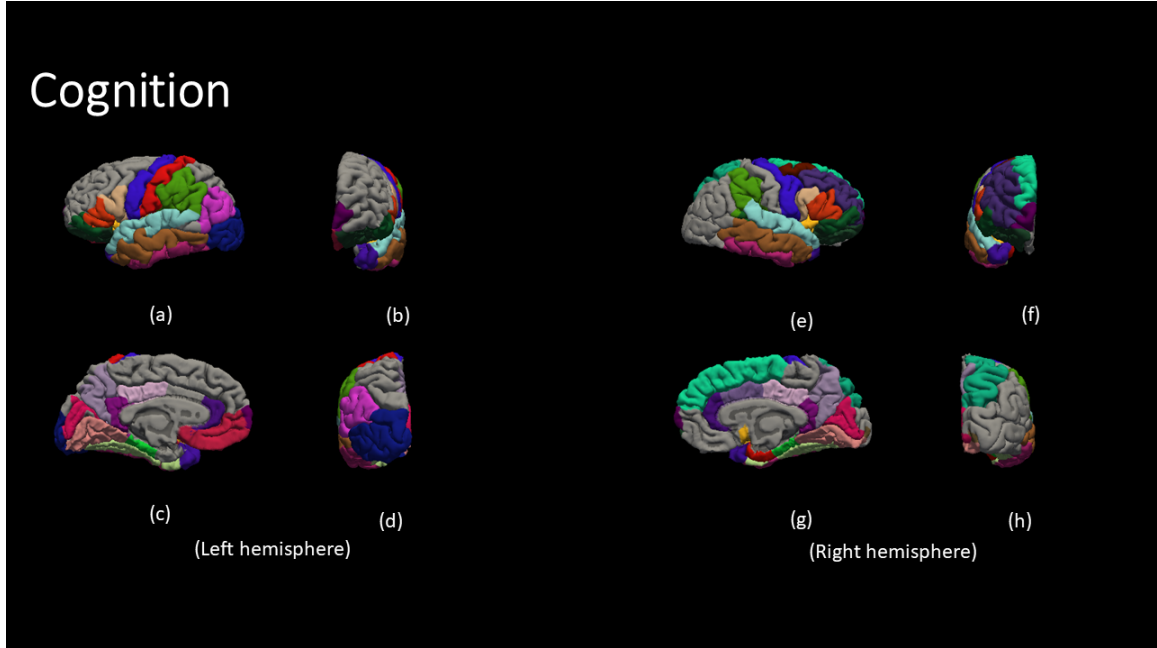 Cognition
(a)
(b)
(e)
(f)
(c)
(d)
(g)
(h)
(Left hemisphere)
(Right hemisphere)